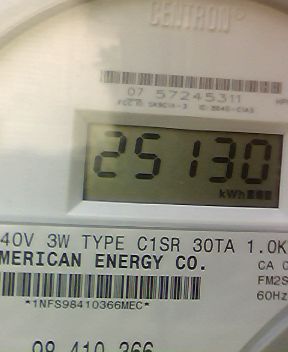 CENTRON®
07 57245311
25130
kWh
40V 3W TYPE C1SR 30TA 1.0K
MERICAN ENERGY CO.
CA 0
FM2S
60Hz
*1NFS98410366MEC*
98 410 366